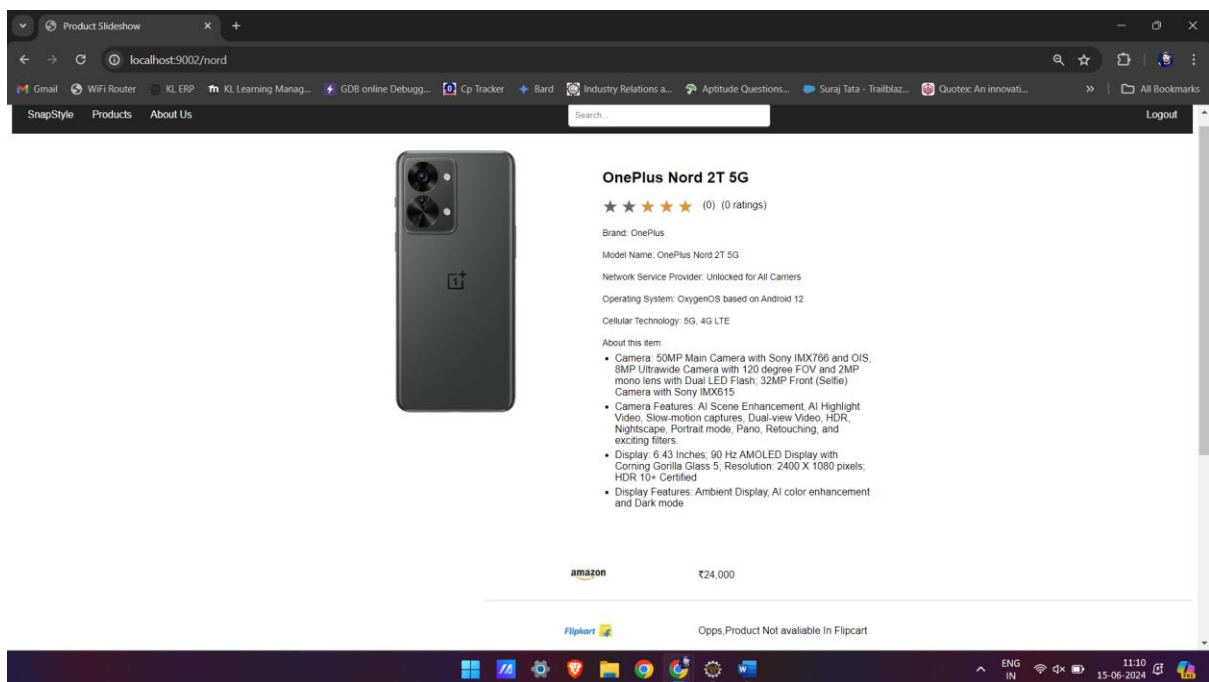 Product Slideshow
localhost:9002/nord
Gmail WiFi Router KL ERP KL Learning Manag... GDB online Debugg... Cp Tracker Bard Industry Relations a... Aptitude Questions... Suraj Tata - Trailblaz... Quotex: An innovati... All Bookmarks
SnapStyle Products About Us Search... Logout
OnePlus Nord 2T 5G
(0) (0 ratings)
Brand: OnePlus
Model Name: OnePlus Nord 2T 5G
Network Service Provider: Unlocked for All Carriers
Operating System: OxygenOS based on Android 12
Cellular Technology: 5G, 4G LTE
About this item:
• Camera: 50MP Main Camera with Sony IMX766 and OIS,
8MP Ultrawide Camera with 120 degree FOV and 2MP
mono lens with Dual LED Flash; 32MP Front (Selfie)
Camera with Sony IMX615
• Camera Features: AI Scene Enhancement, AI Highlight
Video, Slow-motion captures, Dual-view Video, HDR,
Nightscape, Portrait mode, Pano, Retouching, and
exciting filters.
• Display: 6.43 Inches; 90 Hz AMOLED Display with
Corning Gorilla Glass 5; Resolution: 2400 X 1080 pixels;
HDR 10+ Certified
• Display Features: Ambient Display, AI color enhancement
and Dark mode
amazon ₹24,000
Flipkart Opps,Product Not avaliable In Flipcart
ENG
IN
11:10
15-06-2024